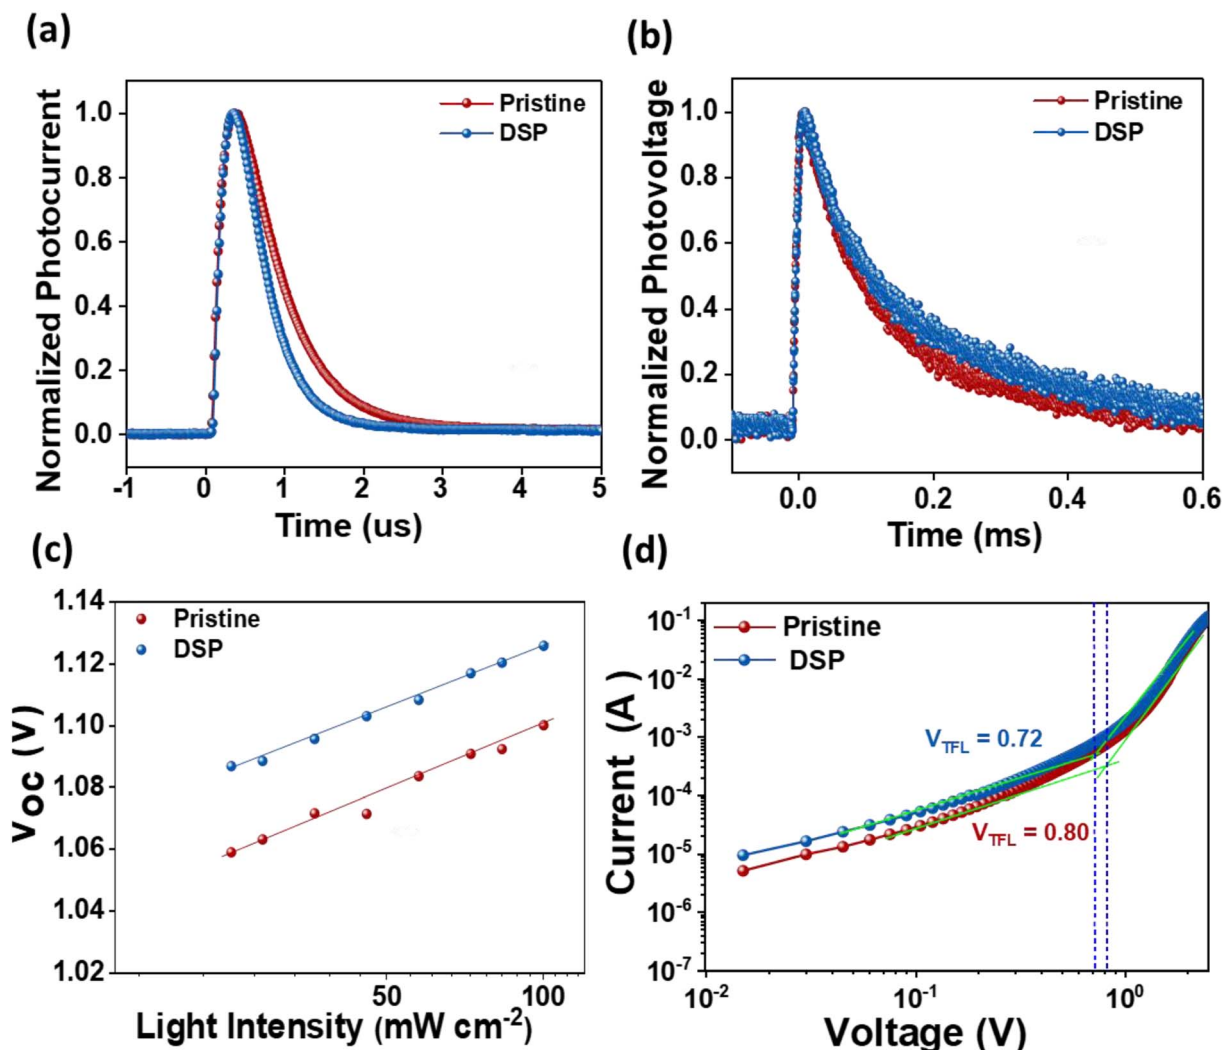 (a)
Normalized Photocurrent
1.0
0.8
0.6
0.4
0.2
0.0
Pristine
DSP
-1 0 1 2 3 4 5
Time (us)
(b)
Normalized Photovoltage
1.0
0.8
0.6
0.4
0.2
0.0
Pristine
DSP
0.0 0.2 0.4 0.6
Time (ms)
(c)
Voc (V)
1.14
1.12
1.10
1.08
1.06
1.04
1.02
Pristine
DSP
50 100
Light Intensity (mW cm⁻²)
(d)
Current (A)
10⁻¹
10⁻²
10⁻³
10⁻⁴
10⁻⁵
10⁻⁶
10⁻⁷
Pristine
DSP
V_TFL = 0.72
V_TFL = 0.80
10⁻² 10⁻¹ 10⁰
Voltage (V)